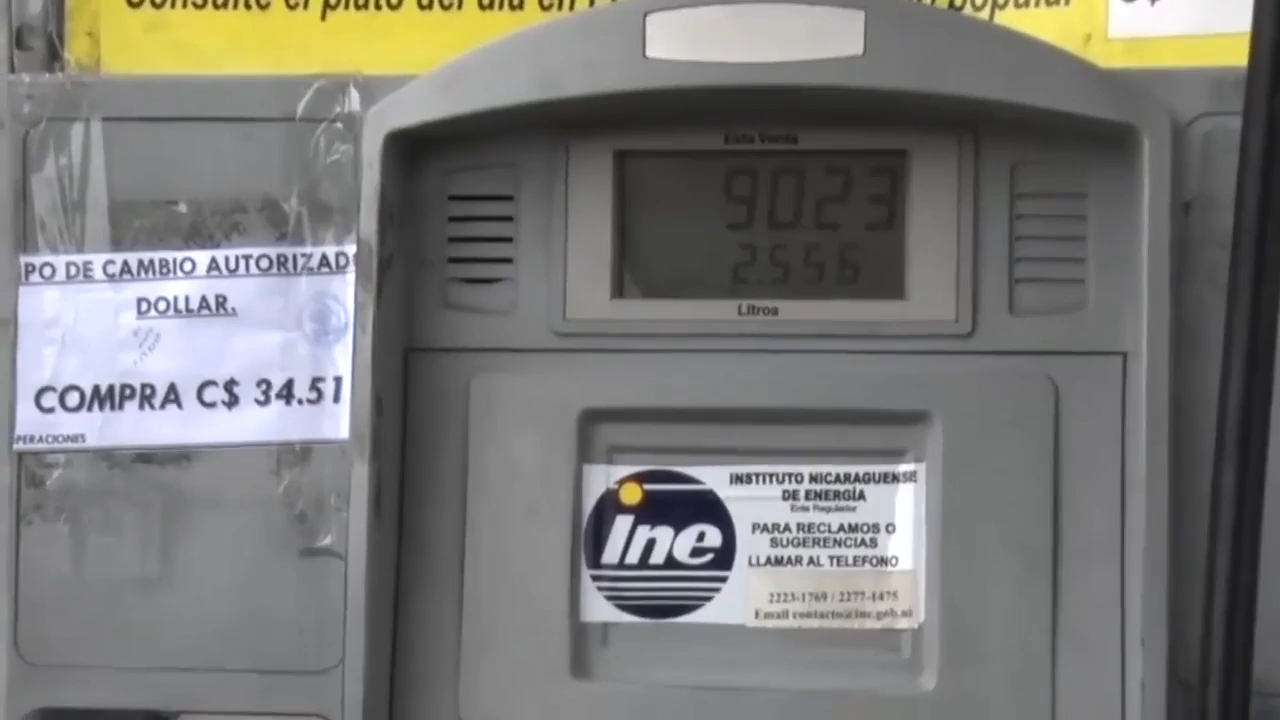 Consulte el plato del día en
popular
C$
PO DE CAMBIO AUTORIZAD
DOLLAR.
COMPRA C$ 34.51
PERACIONES
Esta Venta
9023
2.556
Litros
ine
INSTITUTO NICARAGUENSE
DE ENERGÍA
Ente Regulador
PARA RECLAMOS O
SUGERENCIAS
LLAMAR AL TELEFONO
2223-1769 / 2277-1475
Email contacto@ine.gob.ni